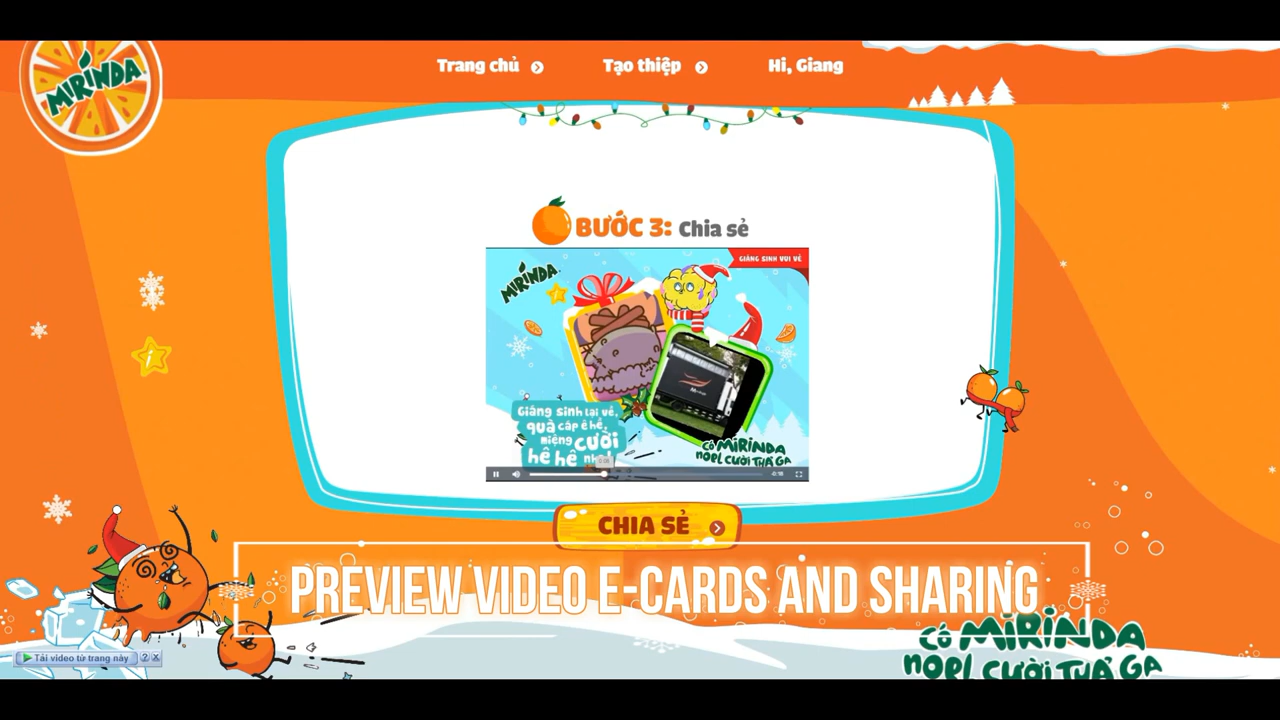 MIRINDA
Trang chủ
Tạo thiệp
Hi, Giang
BƯỚC 3: Chia sẻ
GIÁNG SINH VUI VẺ
MIRINDA
Giáng sinh lại về,
quà cáp ê hề,
miệng cười
hê hê
CÓ MIRINDA
NOEL CƯỜI THẢ GA
CHIA SẺ
PREVIEW VIDEO E-CARDS AND SHARING
Tải video từ trang này
? X
CÓ MIRINDA
NOEL CƯỜI THẢ GA